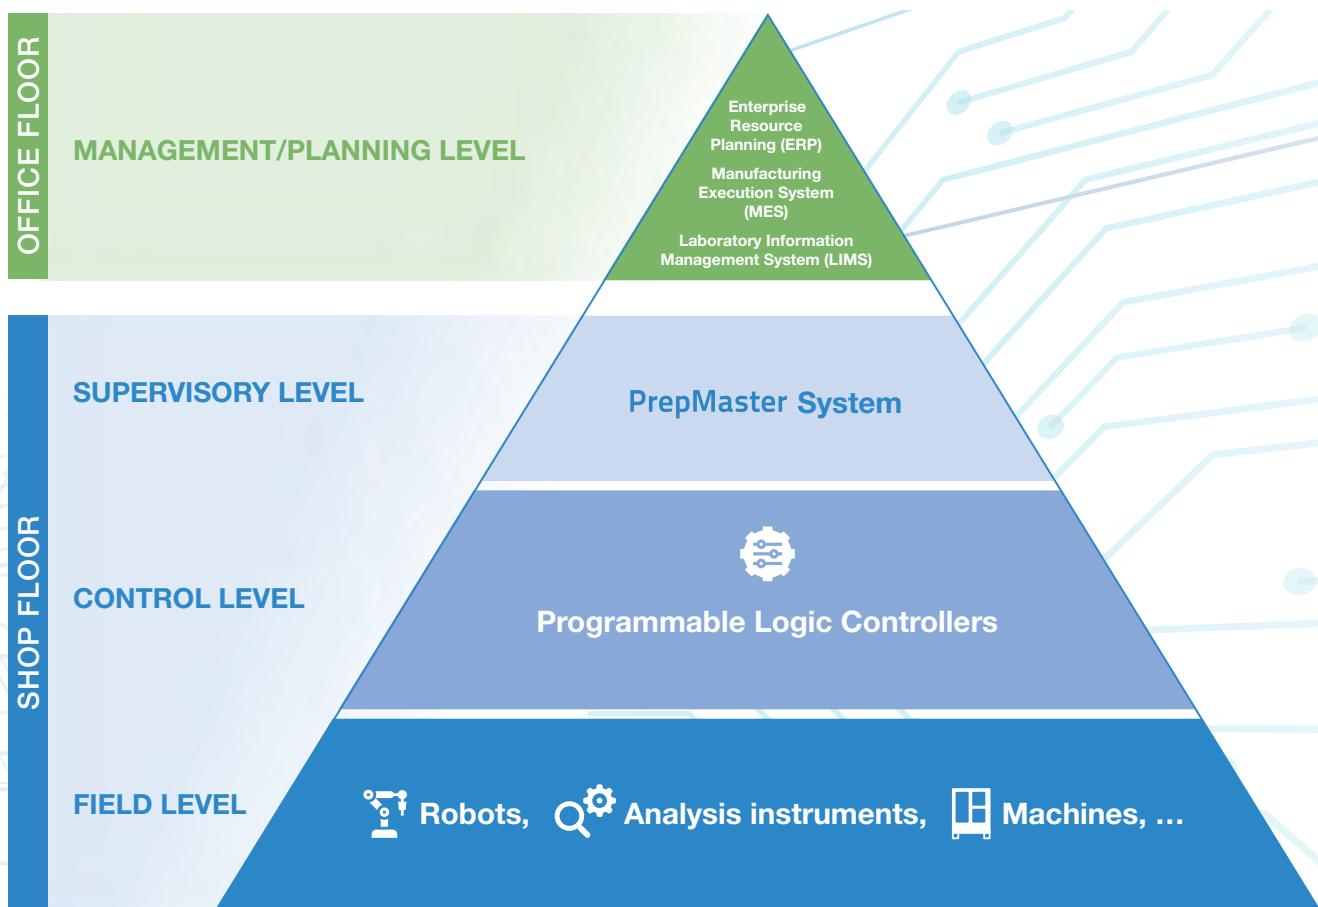 OFFICE FLOOR
MANAGEMENT/PLANNING LEVEL
Enterprise
Resource
Planning (ERP)
Manufacturing
Execution System
(MES)
Laboratory Information
Management System (LIMS)
SHOP FLOOR
SUPERVISORY LEVEL
PrepMaster System
CONTROL LEVEL
Programmable Logic Controllers
FIELD LEVEL
Robots, Analysis instruments, Machines, ...